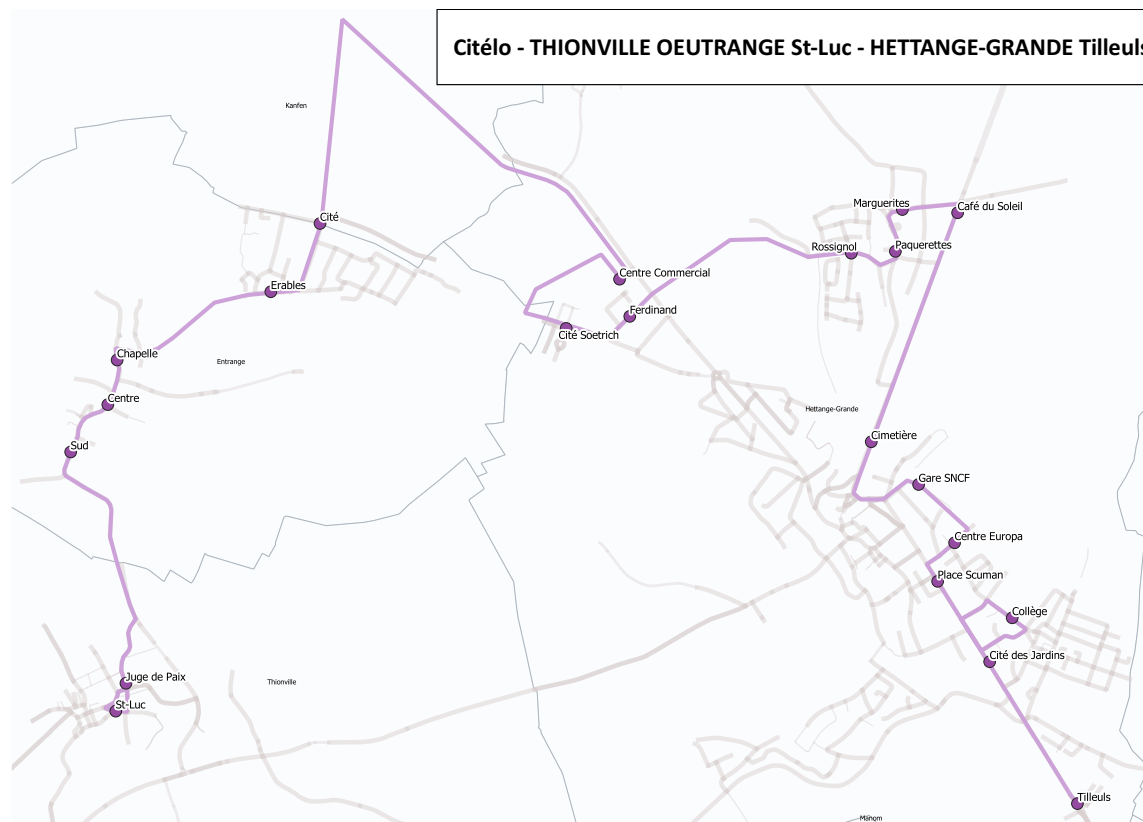 Citélo - THIONVILLE OEUTRANGE St-Luc - HETTANGE-GRANDE Tilleuls
Kanfen
Marguerites
Café du Soleil
Cité
Rossignol
Paquerettes
Centre Commercial
Erables
Ferdinand
Cité Soetrich
Chapelle
Entrange
Centre
Hettange-Grande
Cimetière
Sud
Gare SNCF
Centre Europa
Place Scuman
Collège
Cité des Jardins
Juge de Paix
Thionville
St-Luc
Tilleuls
Manom